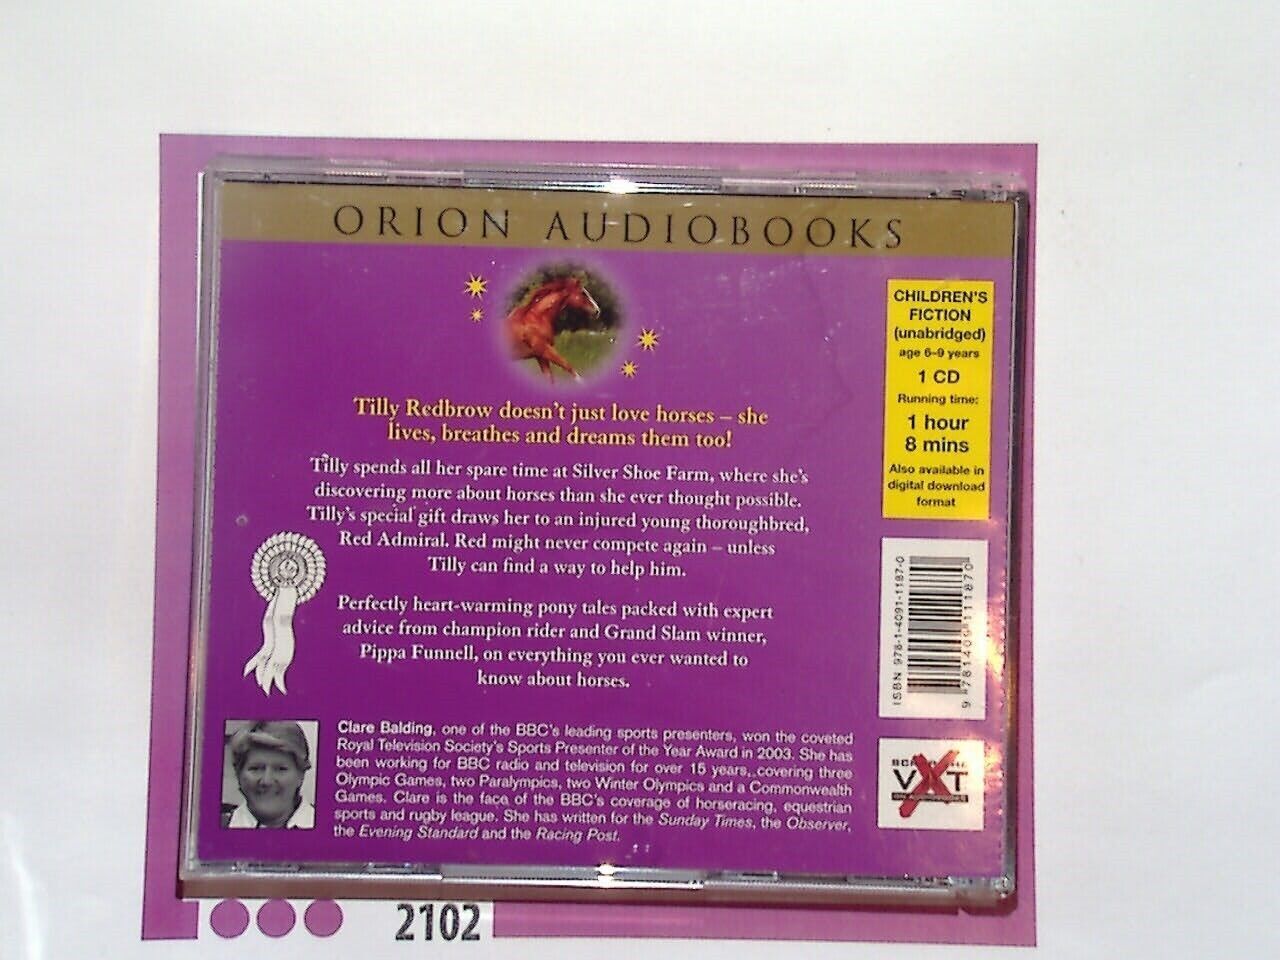 ORION AUDIOBOOKS
Tilly Redbrow doesn't just love horses – she
lives, breathes and dreams them too!
Tilly spends all her spare time at Silver Shoe Farm, where she's
discovering more about horses than she ever thought possible.
Tilly's special gift draws her to an injured young thoroughbred,
Red Admiral. Red might never compete again – unless
Tilly can find a way to help him.
Perfectly heart-warming pony tales packed with expert
advice from champion rider and Grand Slam winner,
Pippa Funnell, on everything you ever wanted to
know about horses.
Clare Balding, one of the BBC's leading sports presenters, won the coveted
Royal Television Society's Sports Presenter of the Year Award in 2003. She has
been working for BBC radio and television for over 15 years, covering three
Olympic Games, two Paralympics, two Winter Olympics and a Commonwealth
Games. Clare is the face of the BBC's coverage of horseracing, equestrian
sports and rugby league. She has written for the Sunday Times, the Observer,
the Evening Standard and the Racing Post.
CHILDREN'S
FICTION
(unabridged)
age 6–9 years
1 CD
Running time:
1 hour
8 mins
Also available in
digital download
format
ISBN 978-1-4091-1187-0
9 781409 111870
VAT
ON AUDIOBOOKS
2102